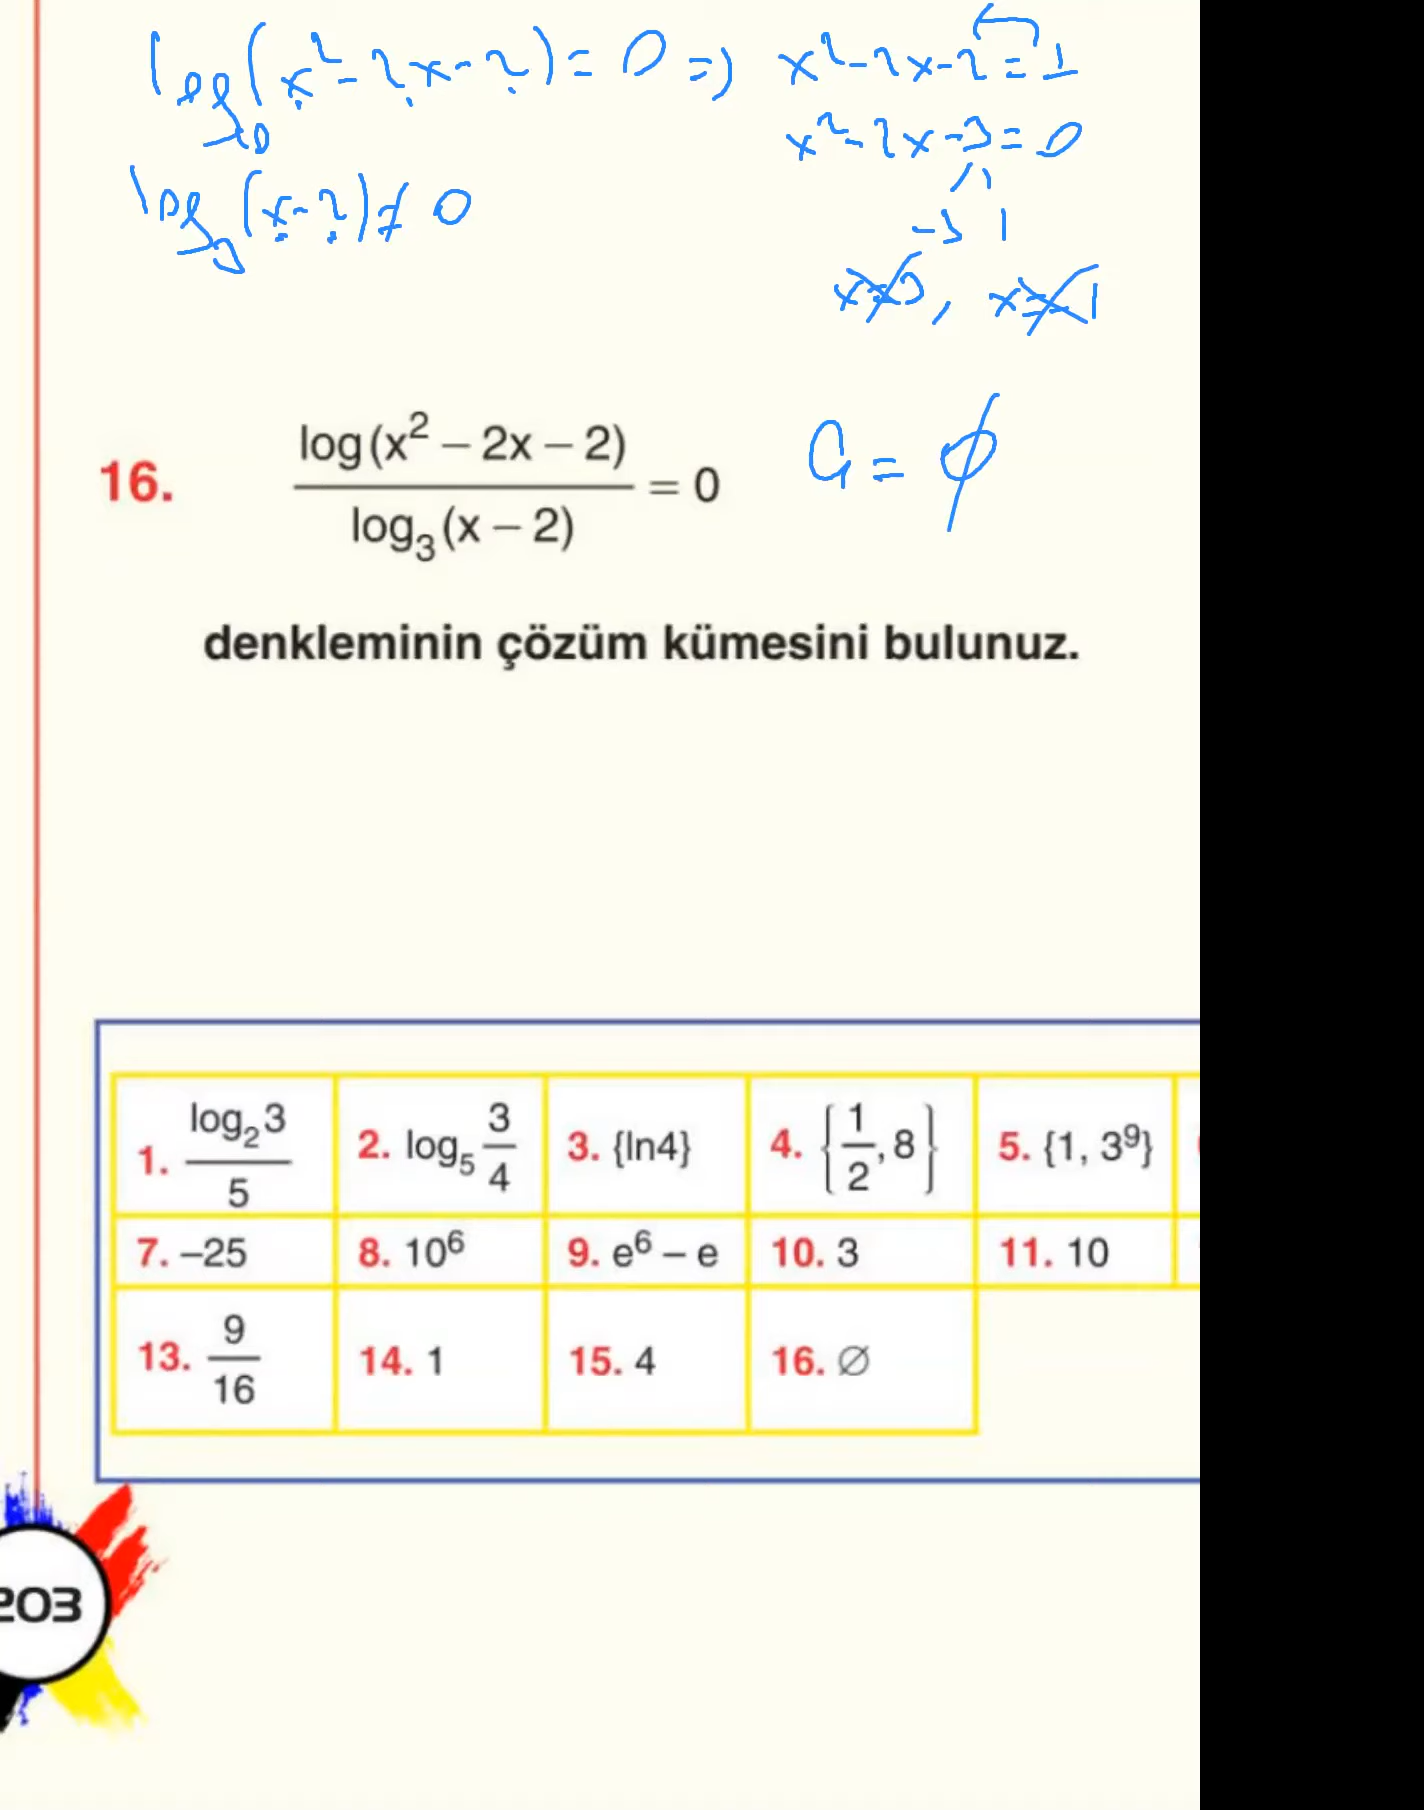 log₁₀(x²-2x-2)=0 ⇒ x²-2x-2=1
x²-2x-3=0
log₃(x-2)≠0
-3 1
x=3, x=-1
Ç=∅
16. log(x² – 2x – 2) / log₃(x – 2) = 0
denkleminin çözüm kümesini bulunuz.
1. log₂3 / 5 2. log₅ 3/4 3. {ln4} 4. {1/2, 8} 5. {1, 3⁹}
7. –25 8. 10⁶ 9. e⁶ – e 10. 3 11. 10
13. 9/16 14. 1 15. 4 16. ∅
203